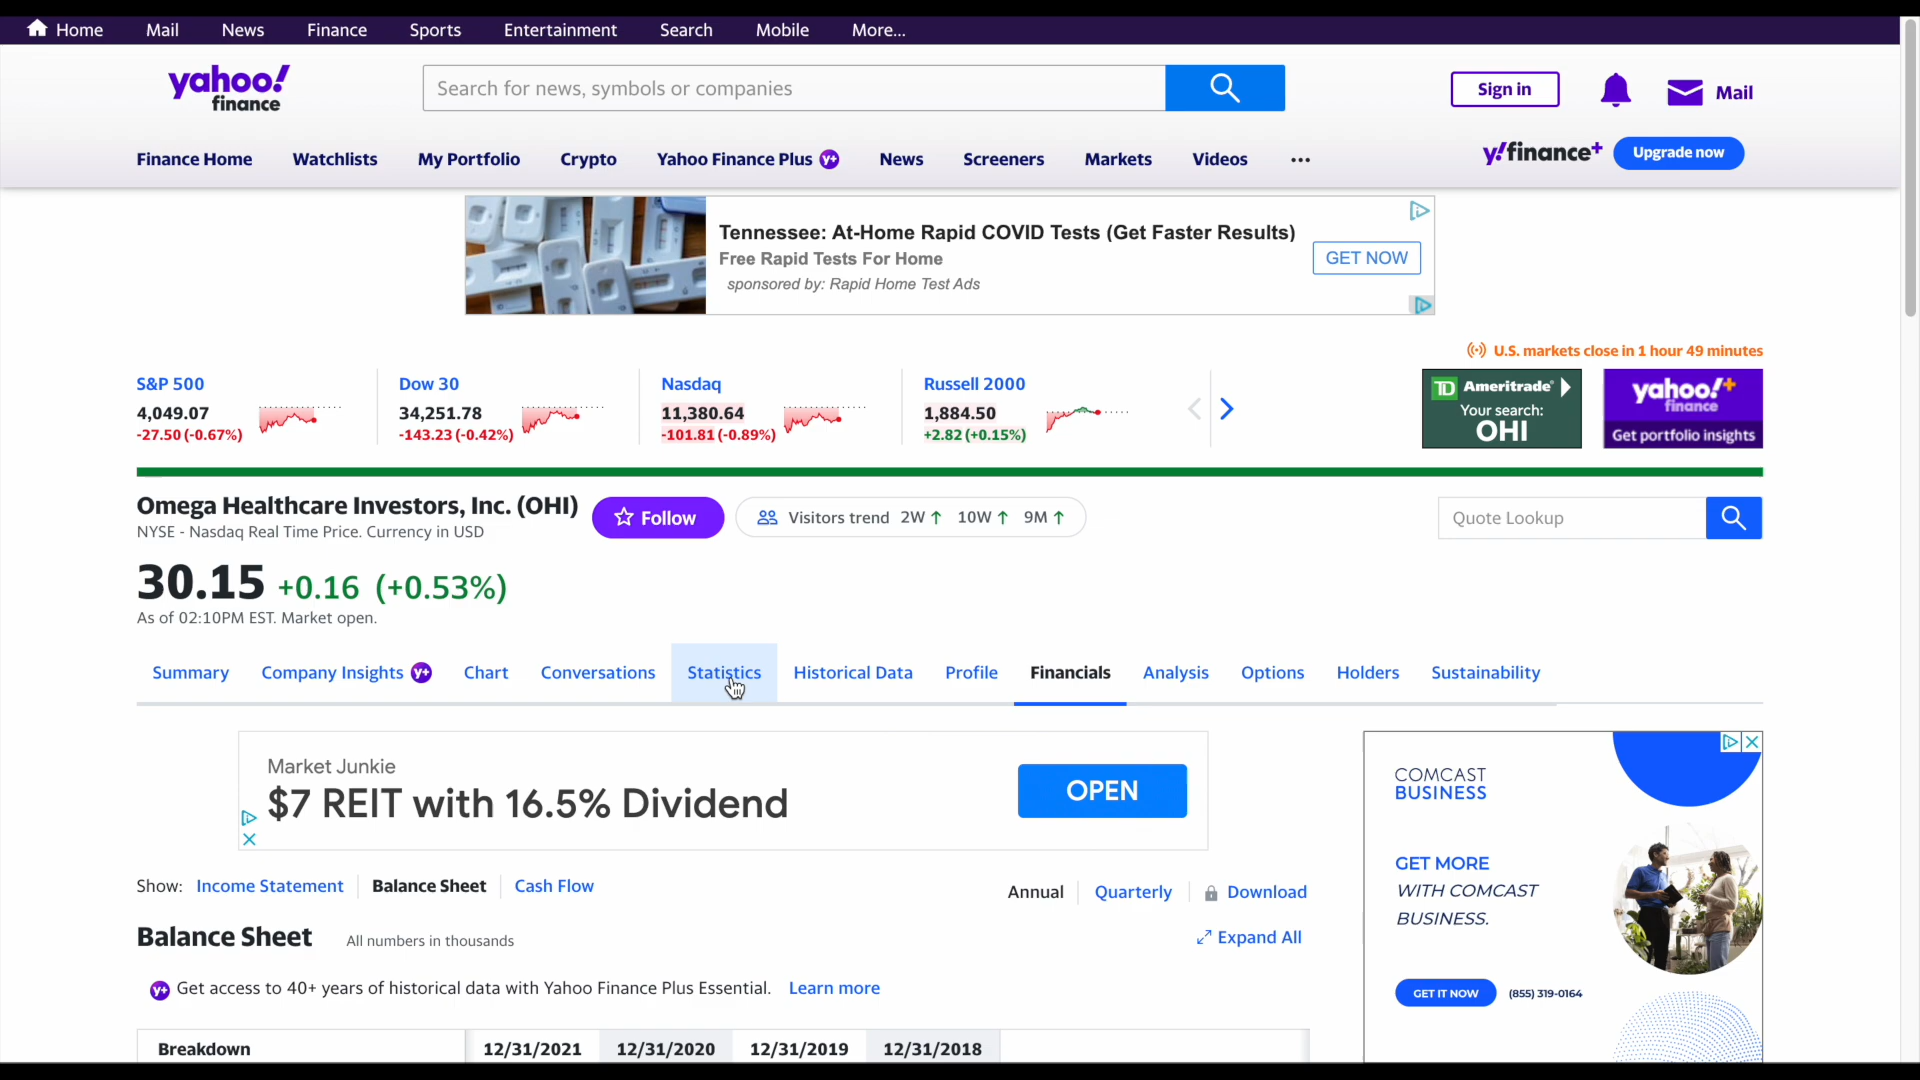 Home Mail News Finance Sports Entertainment Search Mobile More...
yahoo!
finance
Search for news, symbols or companies
Sign in
Mail
Finance Home Watchlists My Portfolio Crypto Yahoo Finance Plus y+ News Screeners Markets Videos ...
y!finance+ Upgrade now
Tennessee: At-Home Rapid COVID Tests (Get Faster Results)
Free Rapid Tests For Home
sponsored by: Rapid Home Test Ads
GET NOW
U.S. markets close in 1 hour 49 minutes
S&P 500
4,049.07
-27.50 (-0.67%)
Dow 30
34,251.78
-143.23 (-0.42%)
Nasdaq
11,380.64
-101.81 (-0.89%)
Russell 2000
1,884.50
+2.82 (+0.15%)
TD Ameritrade
Your search:
OHI
yahoo!+
finance
Get portfolio insights
Omega Healthcare Investors, Inc. (OHI)
NYSE - Nasdaq Real Time Price. Currency in USD
Follow
Visitors trend 2W 10W 9M
Quote Lookup
30.15 +0.16 (+0.53%)
As of 02:10PM EST. Market open.
Summary Company Insights y+ Chart Conversations Statistics Historical Data Profile Financials Analysis Options Holders Sustainability
Market Junkie
$7 REIT with 16.5% Dividend
OPEN
COMCAST
BUSINESS
GET MORE
WITH COMCAST
BUSINESS.
GET IT NOW (855) 319-0164
Show: Income Statement Balance Sheet Cash Flow
Annual Quarterly Download
Balance Sheet All numbers in thousands
Expand All
y+ Get access to 40+ years of historical data with Yahoo Finance Plus Essential. Learn more
Breakdown 12/31/2021 12/31/2020 12/31/2019 12/31/2018